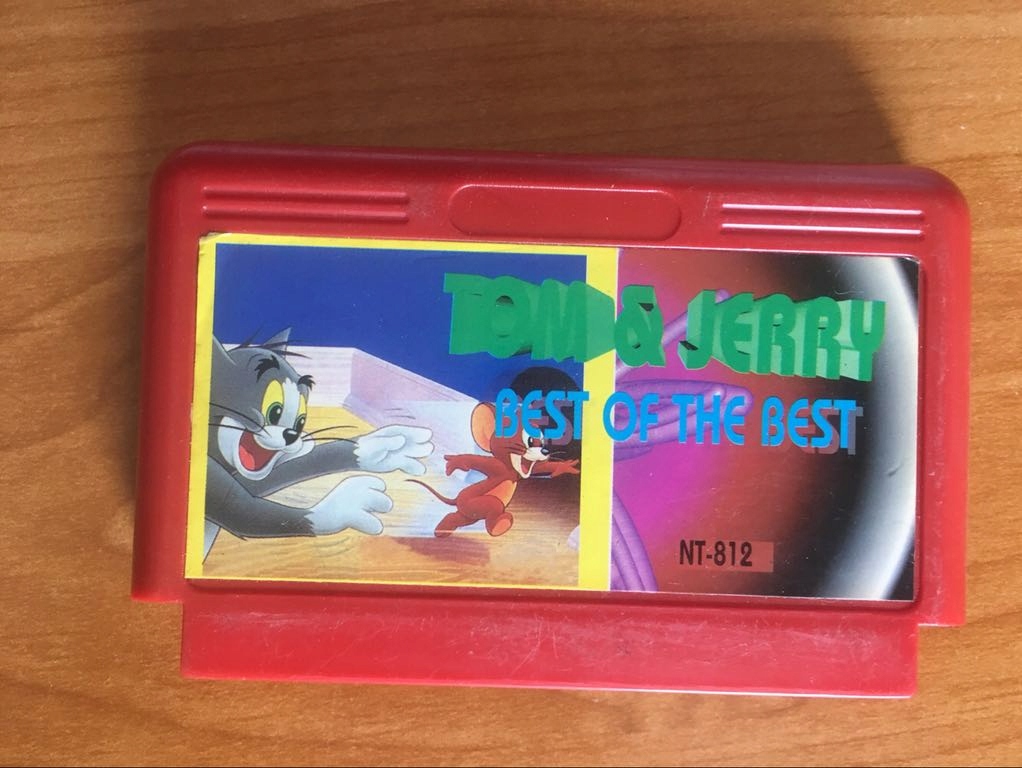 TOM & JERRY
BEST OF THE BEST
NT-812